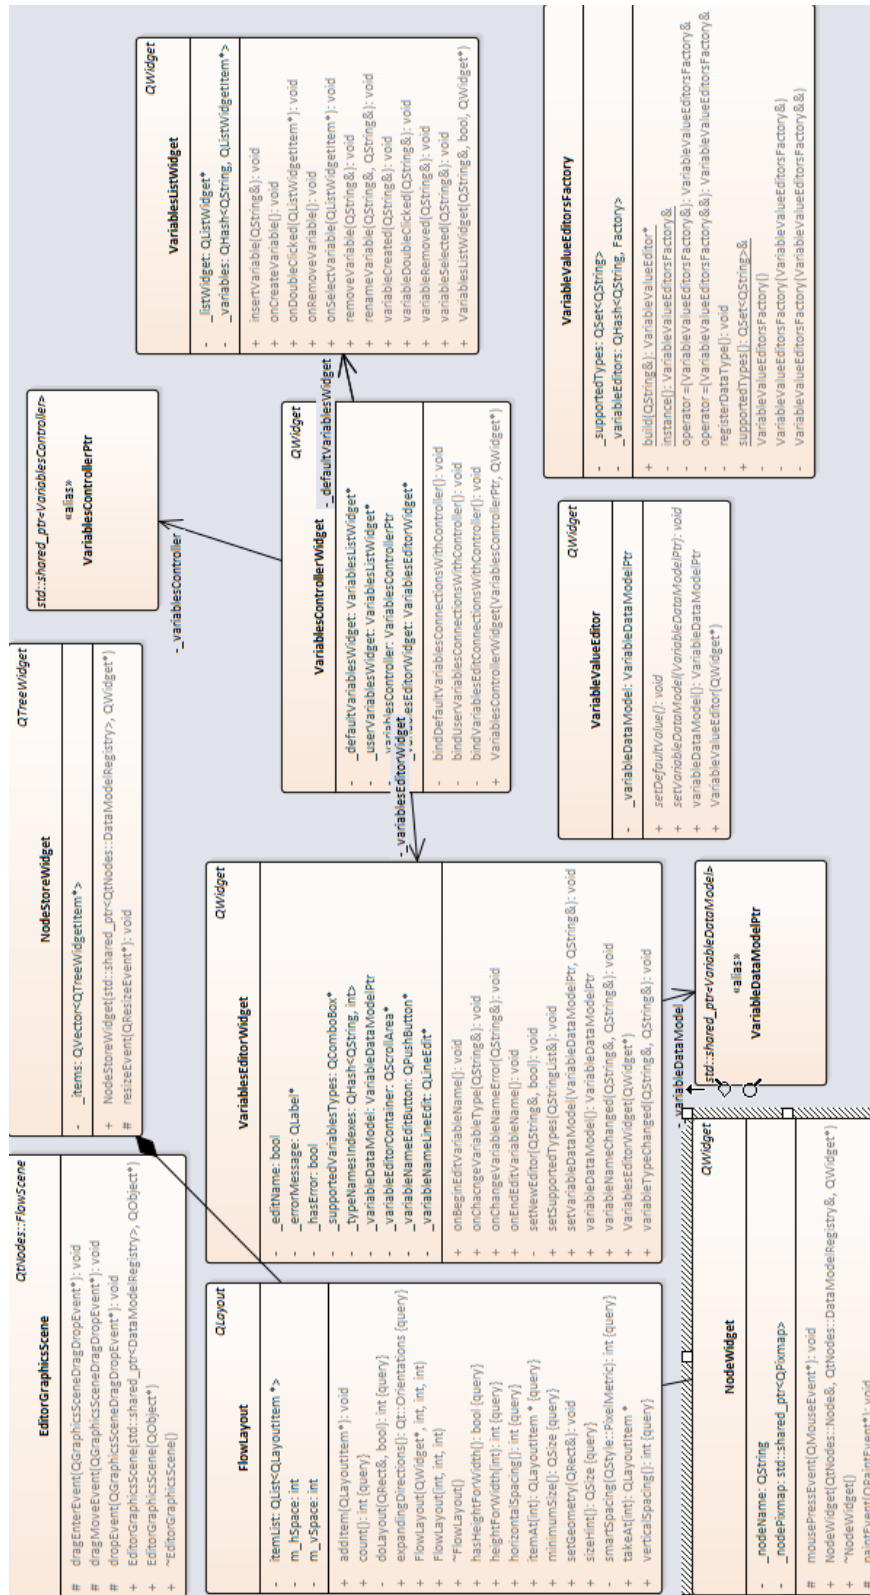 QtNodes::FlowScene
EditorGraphicsScene
# dragEnterEvent(QGraphicsSceneDragDropEvent*): void
# dragMoveEvent(QGraphicsSceneDragDropEvent*): void
# dropEvent(QGraphicsSceneDragDropEvent*): void
+ EditorGraphicsScene(std::shared_ptr<DataModelRegistry>, QObject*)
+ EditorGraphicsScene(QObject*)
+ ~EditorGraphicsScene()
QTreeWidget
NodeStoreWidget
- _items: QVector<QTreeWidgetItem*>
+ NodeStoreWidget(std::shared_ptr<QtNodes::DataModelRegistry>, QWidget*)
# resizeEvent(QResizeEvent*): void
std::shared_ptr<VariablesController>
«alias»
VariablesControllerPtr
-_variablesController
QWidget
VariablesListWidget
- _listWidget: QListWidget*
- _variables: QHash<QString, QListWidgetItem*>
+ insertVariable(QString&): void
+ onCreateVariable(): void
+ onDoubleClicked(QListWidgetItem*): void
+ onRemoveVariable(): void
+ onSelectVariable(QListWidgetItem*): void
+ removeVariable(QString&): void
+ renameVariable(QString&, QString&): void
+ variableCreated(QString&): void
+ variableDoubleClicked(QString&): void
+ variableRemoved(QString&): void
+ variableSelected(QString&): void
+ VariablesListWidget(QString&, bool, QWidget*)
-_defaultVariablesWidget
QWidget
VariablesControllerWidget
- _defaultVariablesWidget: VariablesListWidget*
- _userVariablesWidget: VariablesListWidget*
- _variablesController: VariablesControllerPtr
- _variablesEditorWidget: VariablesEditorWidget*
- bindDefaultVariablesConnectionsWithController(): void
- bindUserVariablesConnectionsWithController(): void
- bindVariablesEditConnectionsWithController(): void
+ VariablesControllerWidget(VariablesControllerPtr, QWidget*)
-_variablesEditorWidget
QLayout
FlowLayout
- itemList: QList<QLayoutItem *>
- m_hSpace: int
- m_vSpace: int
+ addItem(QLayoutItem*): void
+ count(): int {query}
- doLayout(QRect&, bool): int {query}
+ expandingDirections(): Qt::Orientations {query}
+ FlowLayout(QWidget*, int, int, int)
+ FlowLayout(int, int, int)
+ ~FlowLayout()
+ hasHeightForWidth(): bool {query}
+ heightForWidth(int): int {query}
+ horizontalSpacing(): int {query}
+ itemAt(int): QLayoutItem * {query}
+ minimumSize(): QSize {query}
+ setGeometry(QRect&): void
+ sizeHint(): QSize {query}
- smartSpacing(QStyle::PixelMetric): int {query}
+ takeAt(int): QLayoutItem *
+ verticalSpacing(): int {query}
QWidget
VariablesEditorWidget
- _editName: bool
- _errorMessage: QLabel*
- _hasError: bool
- _supportedVariablesTypes: QComboBox*
- _typeNamesIndexes: QHash<QString, int>
- _variableDataModel: VariableDataModelPtr
- _variableEditorContainer: QScrollArea*
- _variableNameEditButton: QPushButton*
- _variableNameLineEdit: QLineEdit*
+ onBeginEditVariableName(): void
+ onChacngeVariableType(QString&): void
+ onChangeVariableNameError(QString&): void
+ onEndEditVariableName(): void
- setNewEditor(QString&, bool): void
+ setSupportedTypes(QStringList&): void
+ setVariableDataModel(VariableDataModelPtr, QString&): void
+ variableDataModel(): VariableDataModelPtr
+ variableNameChanged(QString&, QString&): void
+ VariablesEditorWidget(QWidget*)
+ variableTypeChanged(QString&, QString&): void
QWidget
VariableValueEditor
- _variableDataModel: VariableDataModelPtr
+ setDefaultValue(): void
+ setVariableDataModel(VariableDataModelPtr): void
+ variableDataModel(): VariableDataModelPtr
+ VariableValueEditor(QWidget*)
VariableValueEditorsFactory
- _supportedTypes: QSet<QString>
- _variableEditors: QHash<QString, Factory>
+ build(QString&): VariableValueEditor*
- instance(): VariableValueEditorsFactory&
- operator =(VariableValueEditorsFactory&): VariableValueEditorsFactory&
- operator =(VariableValueEditorsFactory&&): VariableValueEditorsFactory&
- registerDataType(): void
+ supportedTypes(): QSet<QString>&
- VariableValueEditorsFactory()
- VariableValueEditorsFactory(VariableValueEditorsFactory&)
- VariableValueEditorsFactory(VariableValueEditorsFactory&&)
-_variableDataModel
std::shared_ptr<VariableDataModel>
«alias»
VariableDataModelPtr
QWidget
NodeWidget
- _nodeName: QString
- _nodePixmap: std::shared_ptr<QPixmap>
# mousePressEvent(QMouseEvent*): void
+ NodeWidget(QtNodes::Node&, QtNodes::DataModelRegistry&, QWidget*)
+ ~NodeWidget()
# paintEvent(QPaintEvent*): void